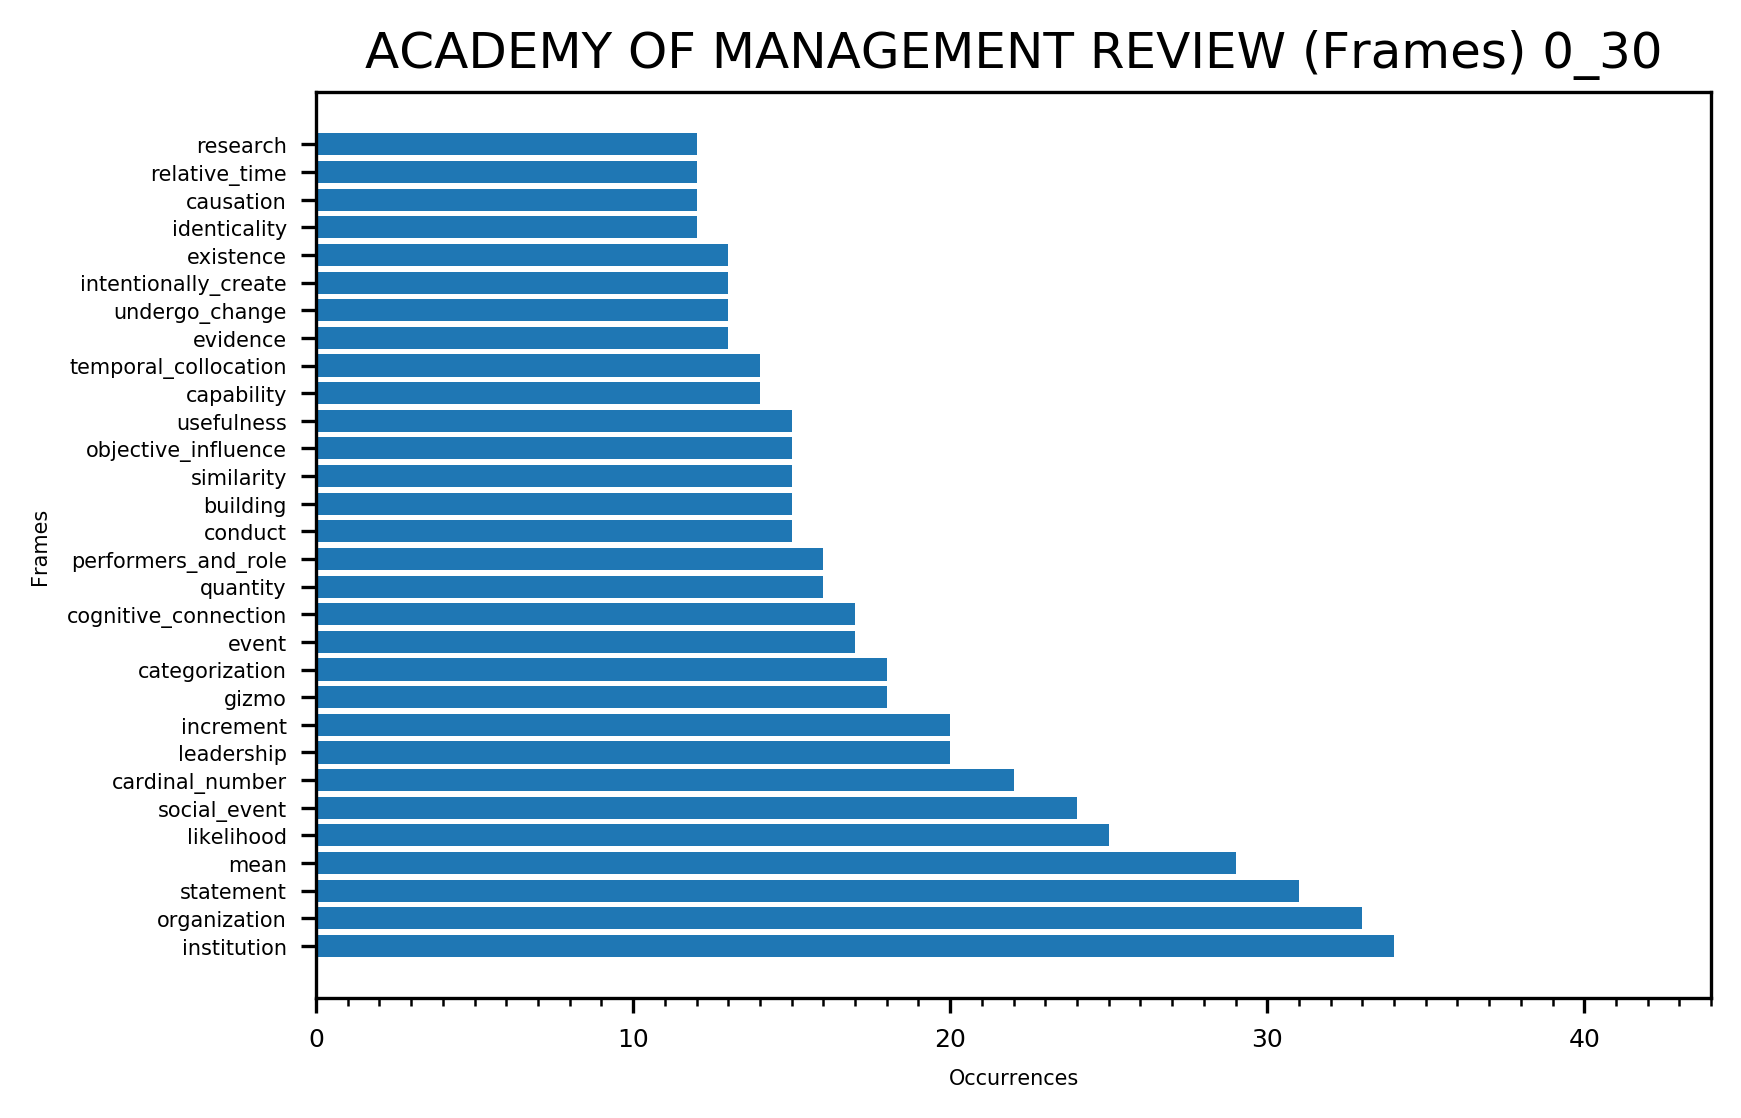 ACADEMY OF MANAGEMENT REVIEW (Frames) 0_30
research
relative_time
causation
identicality
existence
intentionally_create
undergo_change
evidence
temporal_collocation
capability
usefulness
objective_influence
similarity
building
conduct
performers_and_role
quantity
cognitive_connection
event
categorization
gizmo
increment
leadership
cardinal_number
social_event
likelihood
mean
statement
organization
institution
Frames
0 10 20 30 40
Occurrences